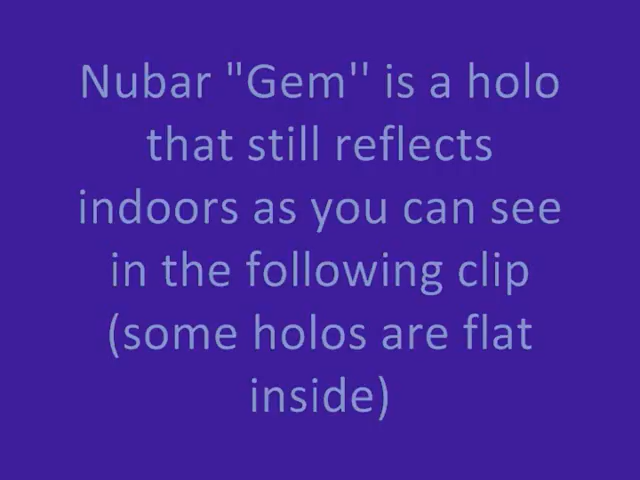 Nubar "Gem'' is a holo
that still reflects
indoors as you can see
in the following clip
(some holos are flat
inside)